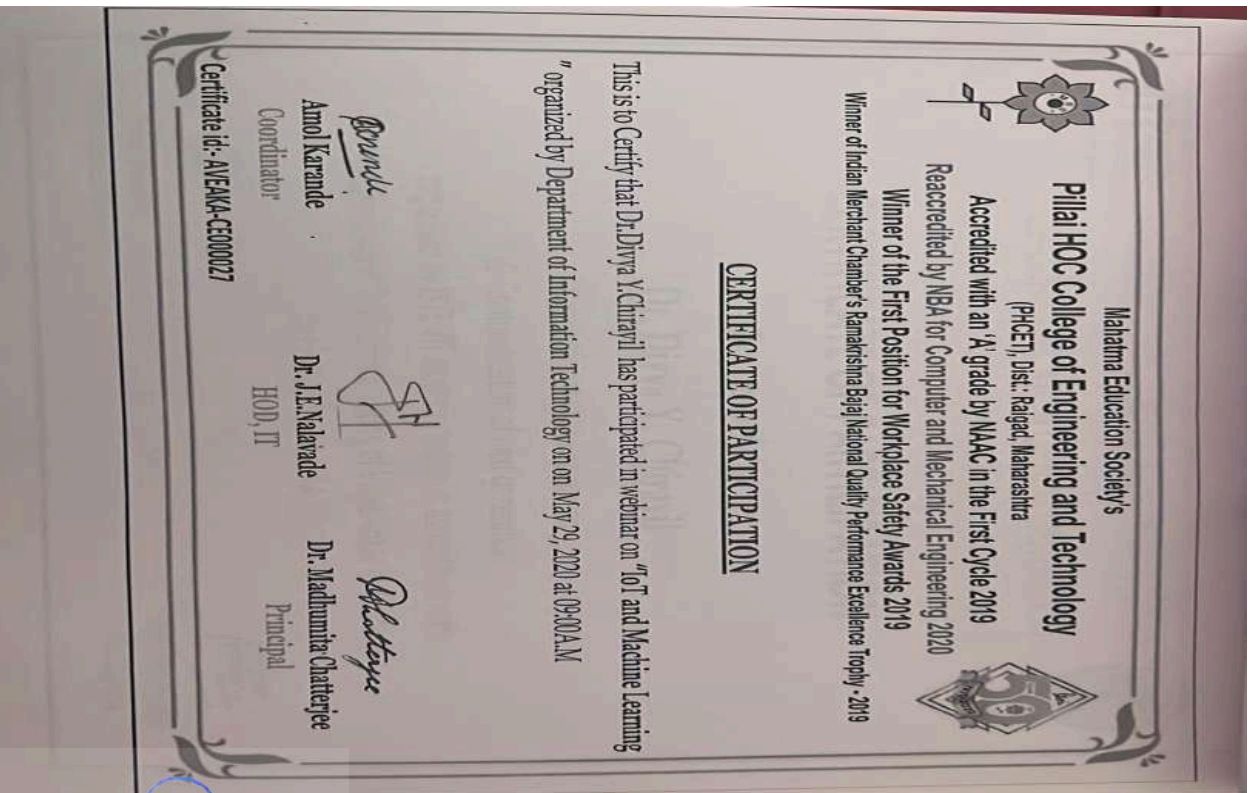 Mahatma Education Society's
Pillai HOC College of Engineering and Technology
(PHCET), Dist: Raigad, Maharashtra
Accredited with an 'A' grade by NAAC in the First Cycle 2019
Reaccredited by NBA for Computer and Mechanical Engineering 2020
Winner of the First Position for Workplace Safety Awards 2019
Winner of Indian Merchant Chamber's Ramakrishna Bajaj National Quality Performance Excellence Trophy - 2019
CERTIFICATE OF PARTICIPATION
This is to Certify that Dr.Divya Y.Chirayil has participated in webinar on "IoT and Machine Learning
" organized by Department of Information Technology on on May 29, 2020 at 09:00A.M
Amol Karande Dr. J.E.Nalavade Dr. Madhumita Chatterjee
Coordinator HOD, IT Principal
Certificate id:- AVEAKA-CE000027